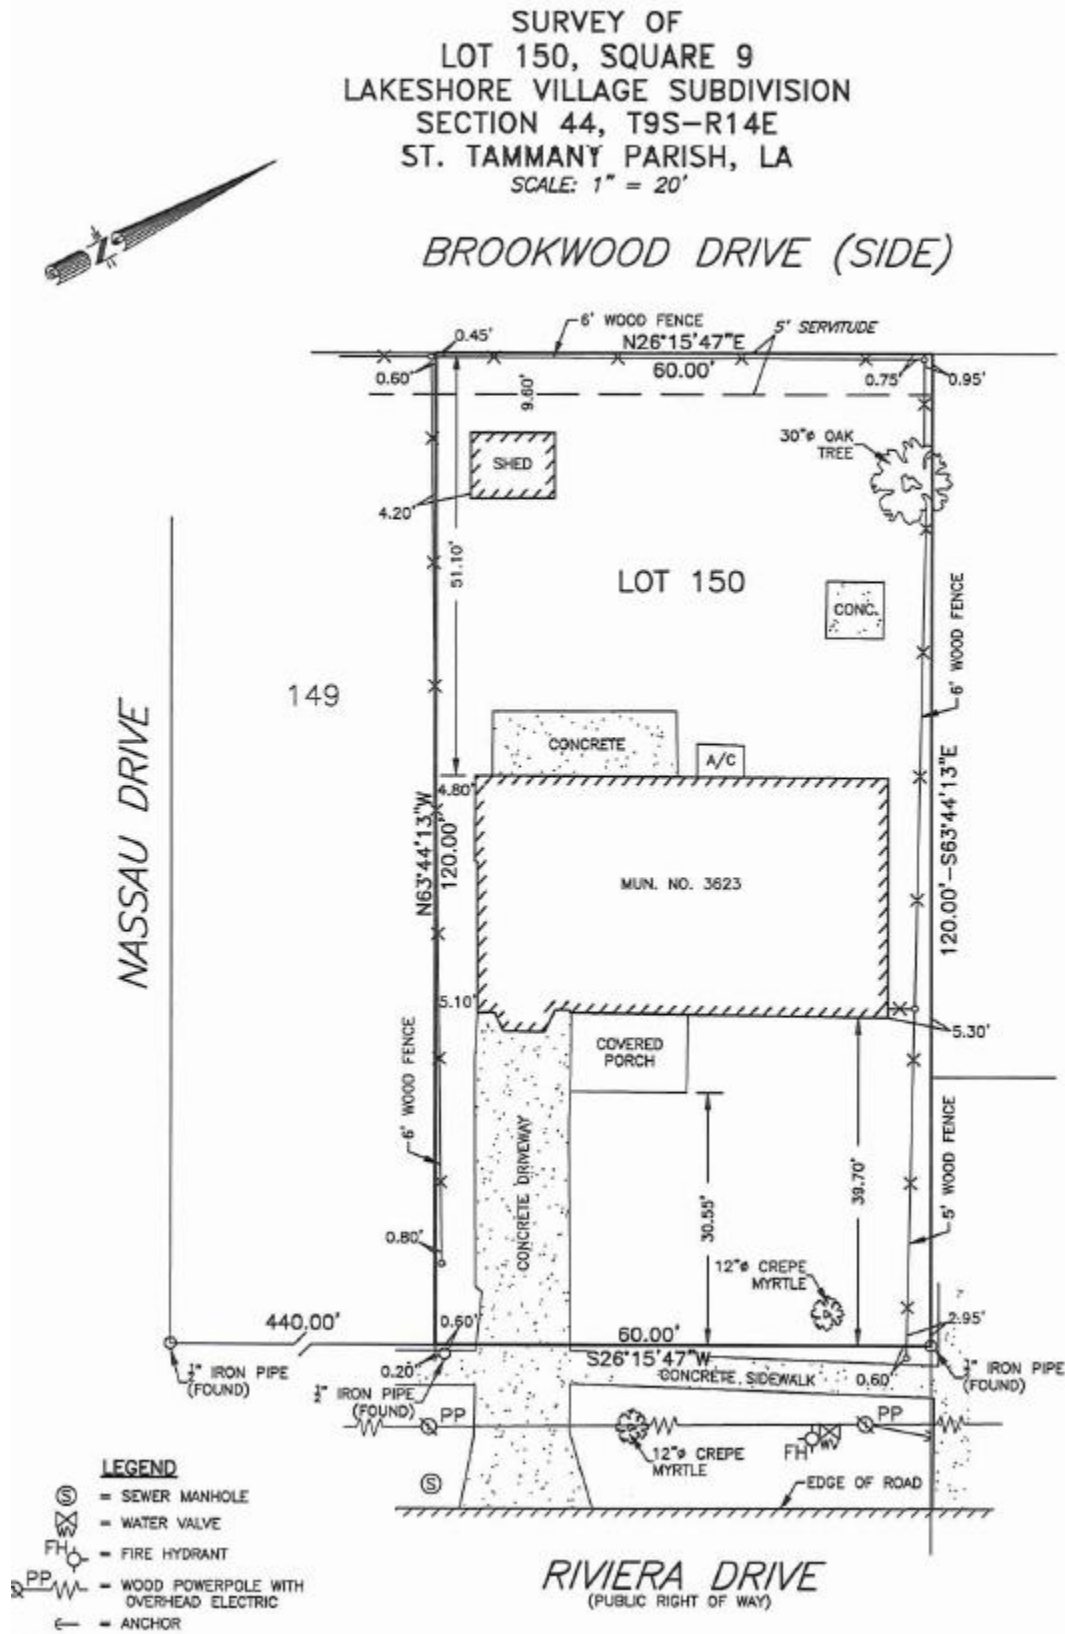 SURVEY OF
LOT 150, SQUARE 9
LAKESHORE VILLAGE SUBDIVISION
SECTION 44, T9S-R14E
ST. TAMMANY PARISH, LA
SCALE: 1" = 20'
BROOKWOOD DRIVE (SIDE)
0.45'
6' WOOD FENCE
5' SERVITUDE
N26°15'47"E
60.00'
0.60'
0.75'
0.95'
9.60'
30"ø OAK
TREE
SHED
4.20'
51.10'
LOT 150
CONC.
6' WOOD FENCE
149
NASSAU DRIVE
CONCRETE
A/C
4.80'
N63°44'13"W
120.00'
120.00'-S63°44'13"E
MUN. NO. 3623
5.10'
5.30'
COVERED
PORCH
6' WOOD FENCE
CONCRETE DRIVEWAY
30.55'
39.70'
5' WOOD FENCE
0.80'
12"ø CREPE
MYRTLE
440.00'
0.60'
60.00'
2.95'
S26°15'47"W
0.20'
CONCRETE SIDEWALK
0.60'
½" IRON PIPE
(FOUND)
½" IRON PIPE
(FOUND)
½" IRON PIPE
(FOUND)
PP
PP
12"ø CREPE
MYRTLE
FH
WV
EDGE OF ROAD
S
LEGEND
S = SEWER MANHOLE
WV = WATER VALVE
FH = FIRE HYDRANT
PP = WOOD POWERPOLE WITH
OVERHEAD ELECTRIC
= ANCHOR
RIVIERA DRIVE
(PUBLIC RIGHT OF WAY)